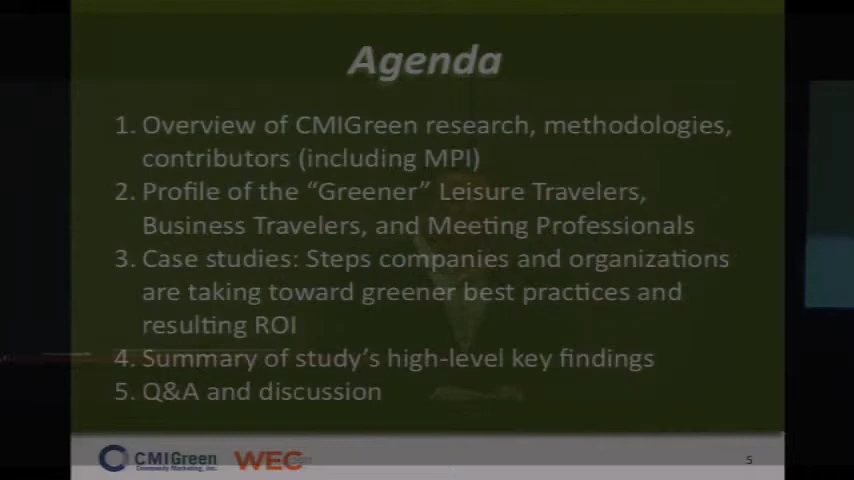 Agenda
1. Overview of CMIGreen research, methodologies,
contributors (including MPI)
2. Profile of the “Greener” Leisure Travelers,
Business Travelers, and Meeting Professionals
3. Case studies: Steps companies and organizations
are taking toward greener best practices and
resulting ROI
4. Summary of study’s high-level key findings
5. Q&A and discussion
CMIGreen
Community Marketing, Inc.
WEC
5